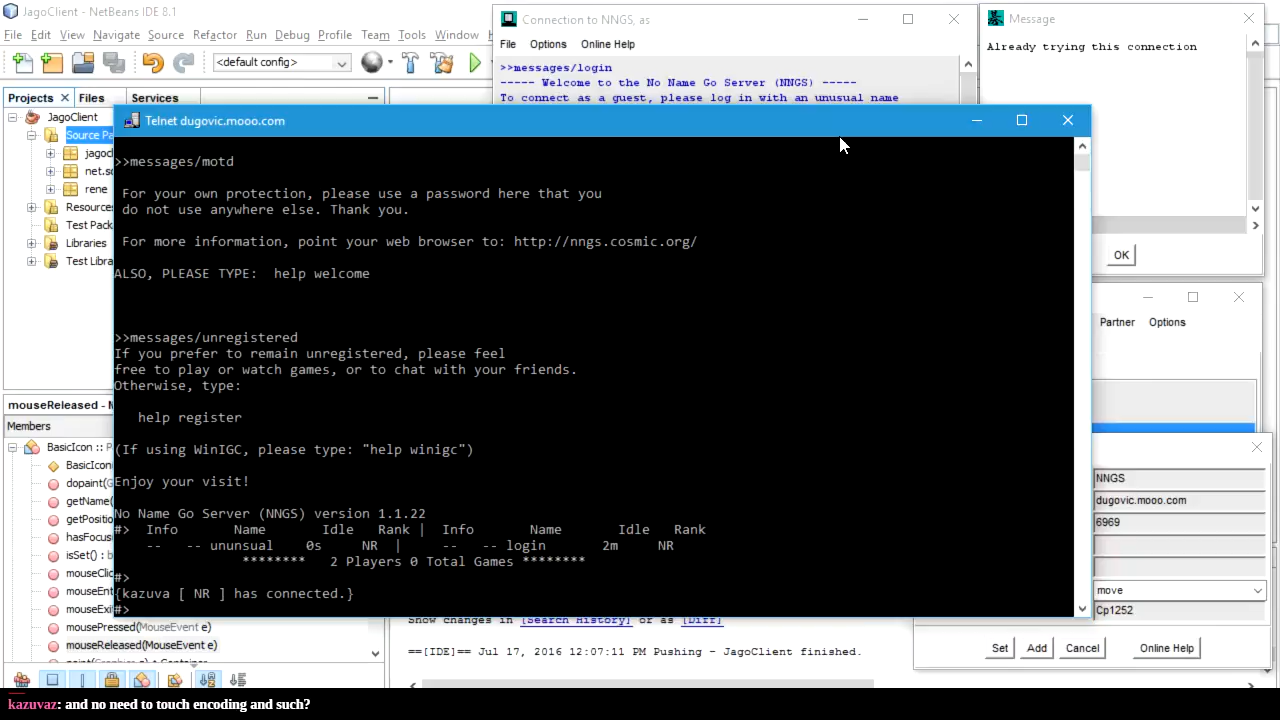 JagoClient - NetBeans IDE 8.1
File Edit View Navigate Source Refactor Run Debug Profile Team Tools Window
<default config>
Projects Files Services
JagoClient
Source Pa
jagocl
net.so
rene
Resources
Test Pack
Libraries
Test Libra
mouseReleased - N
Members
BasicIcon ::
BasicIcon
dopaint(
getName(
getPositio
hasFocus
isSet() : b
mouseClic
mouseEnt
mouseExi
mousePressed(MouseEvent e)
mouseReleased(MouseEvent e)
Connection to NNGS, as
File Options Online Help
>>messages/login
----- Welcome to the No Name Go Server (NNGS) -----
To connect as a guest, please log in with an unusual name
Message
Already trying this connection
OK
Telnet dugovic.mooo.com
>>messages/motd
For your own protection, please use a password here that you
do not use anywhere else. Thank you.
For more information, point your web browser to: http://nngs.cosmic.org/
ALSO, PLEASE TYPE: help welcome
>>messages/unregistered
If you prefer to remain unregistered, please feel
free to play or watch games, or to chat with your friends.
Otherwise, type:
help register
(If using WinIGC, please type: "help winigc")
Enjoy your visit!
No Name Go Server (NNGS) version 1.1.22
#> Info Name Idle Rank | Info Name Idle Rank
-- -- ununsual 0s NR | -- -- login 2m NR
******** 2 Players 0 Total Games ********
#>
{kazuva [ NR ] has connected.}
#>
Partner Options
NNGS
dugovic.mooo.com
6969
move
Cp1252
Set Add Cancel Online Help
Show changes in [Search History] or as [Diff]
==[IDE]== Jul 17, 2016 12:07:11 PM Pushing - JagoClient finished.
kazuvaz: and no need to touch encoding and such?